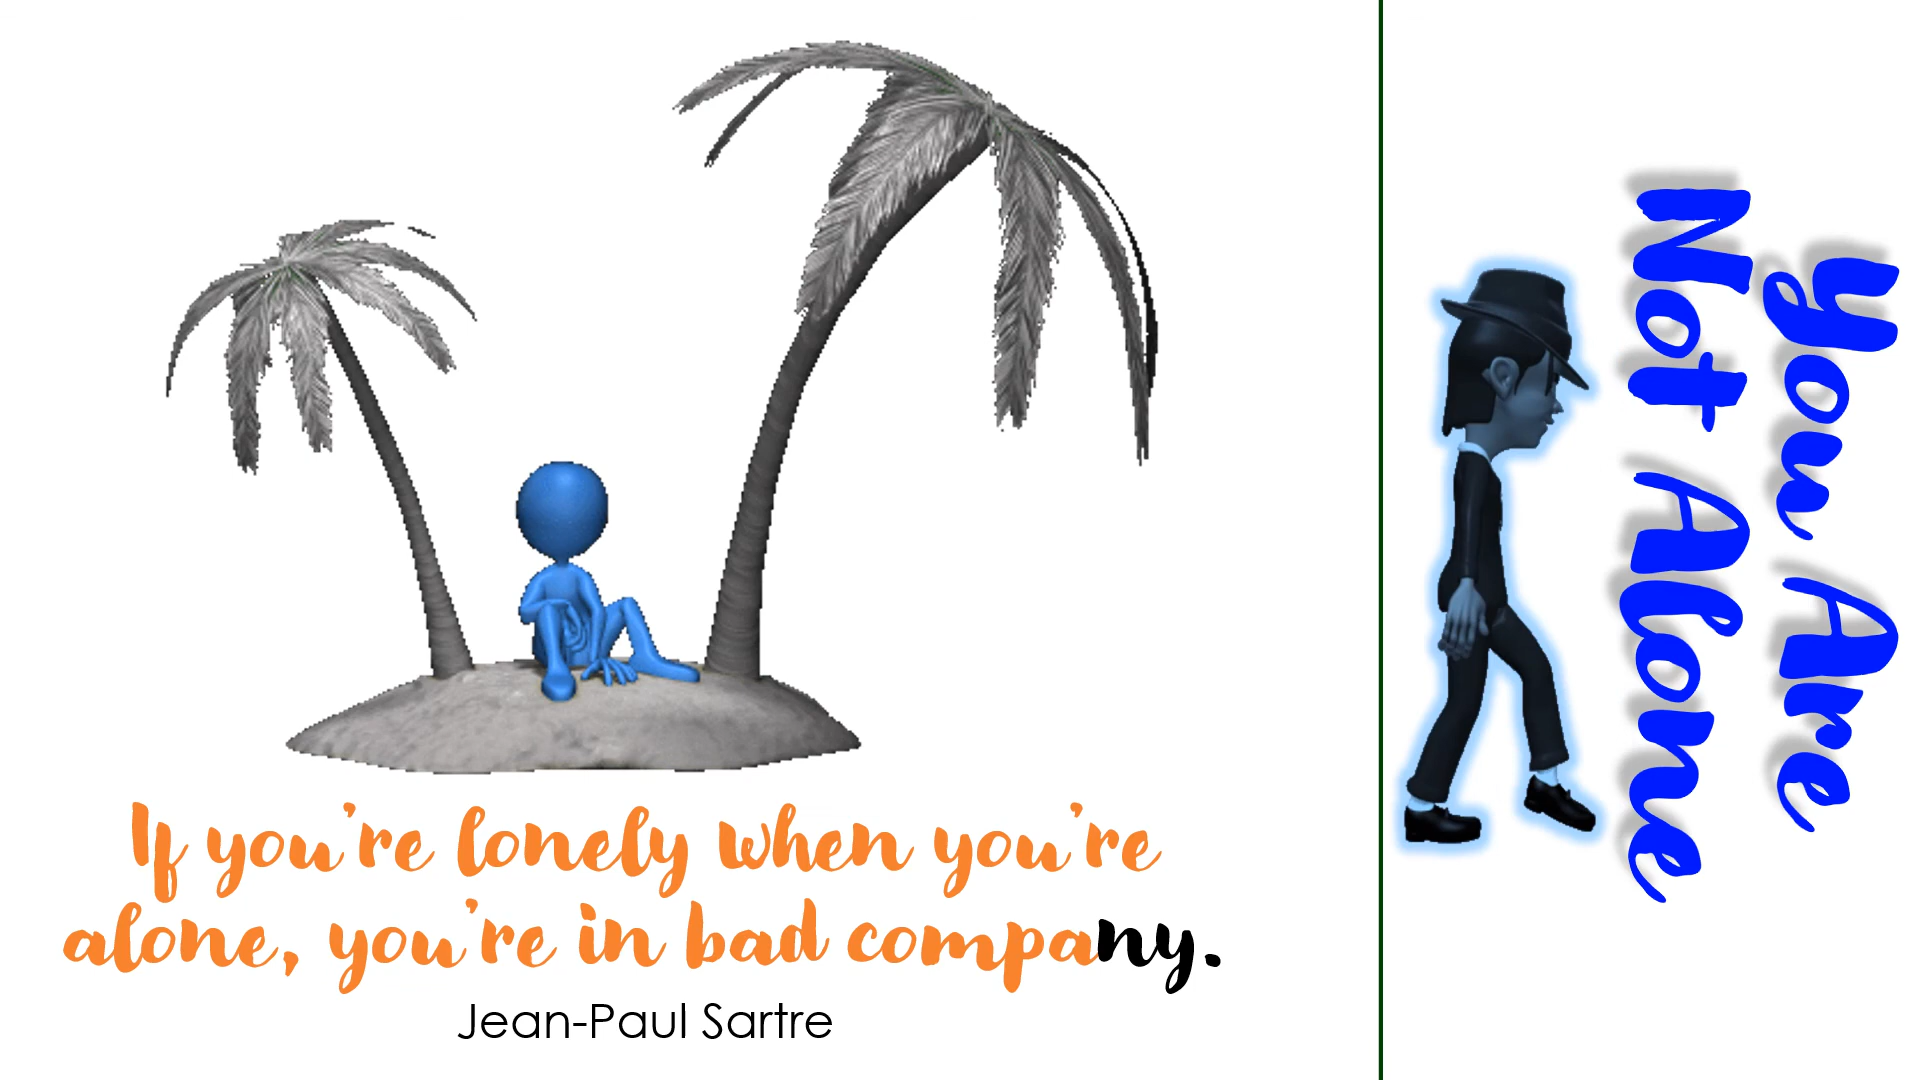 If you're lonely when you're
alone, you're in bad company.
Jean-Paul Sartre
You Are
Not Alone